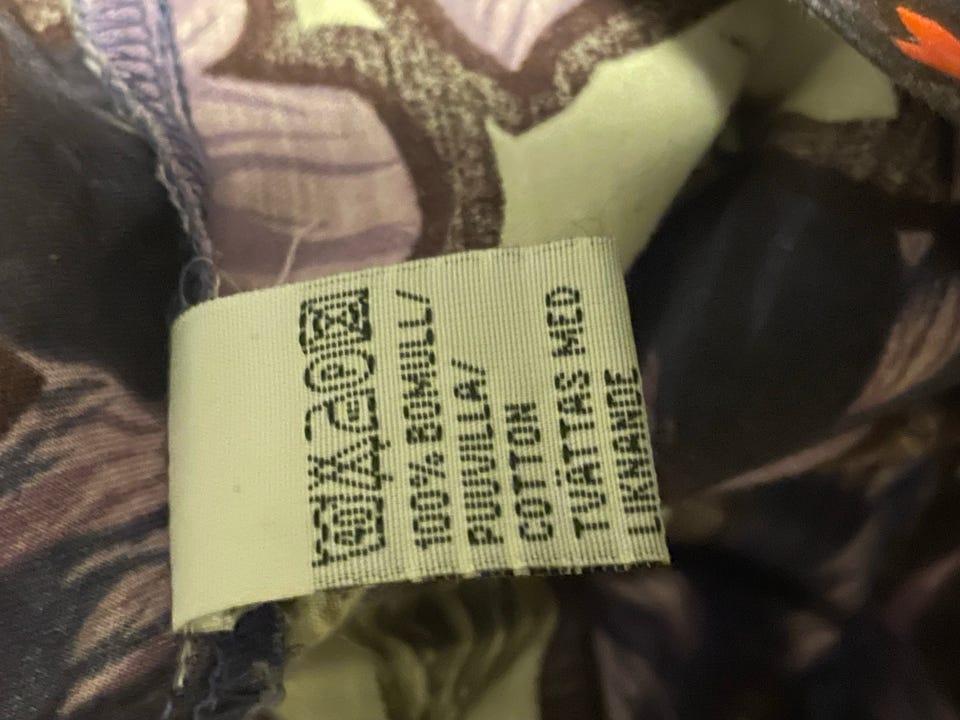 100% BOMULL/
PUUVILLA/
COTTON
TVÄTTAS MED
LIKNANDE